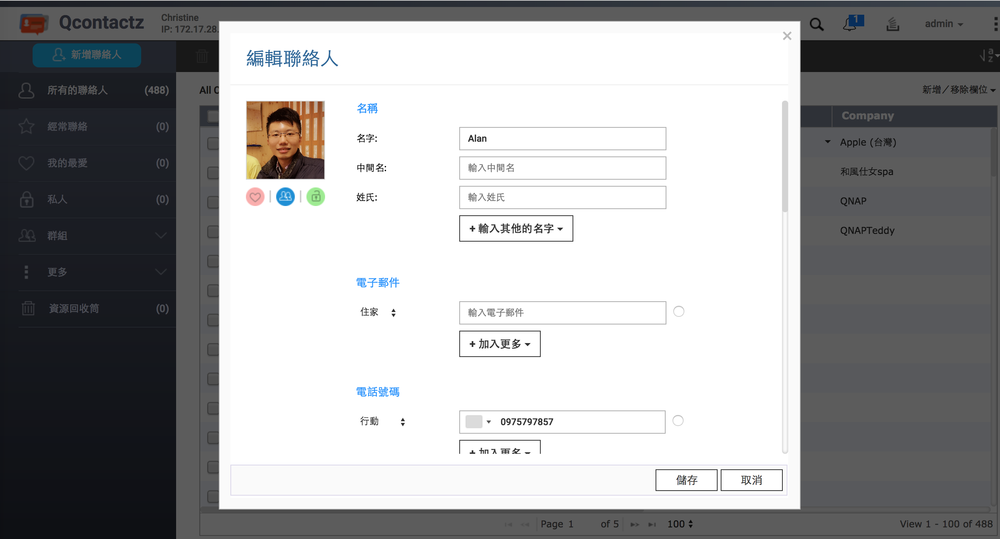 Qcontactz
Christine
IP: 172.17.28.
1
admin
新增聯絡人
所有的聯絡人 (488)
經常聯絡 (0)
我的最愛 (0)
私人 (0)
群組
更多
資源回收筒 (0)
All C
編輯聯絡人
×
名稱
名字: Alan
中間名: 輸入中間名
姓氏: 輸入姓氏
+ 輸入其他的名字
電子郵件
住家 輸入電子郵件
+ 加入更多
電話號碼
行動 0975797857
+ 加入更多
儲存 取消
a
z
新增／移除欄位
Company
Apple (台灣)
和風仕女spa
QNAP
QNAPTeddy
Page 1 of 5 100 View 1 - 100 of 488